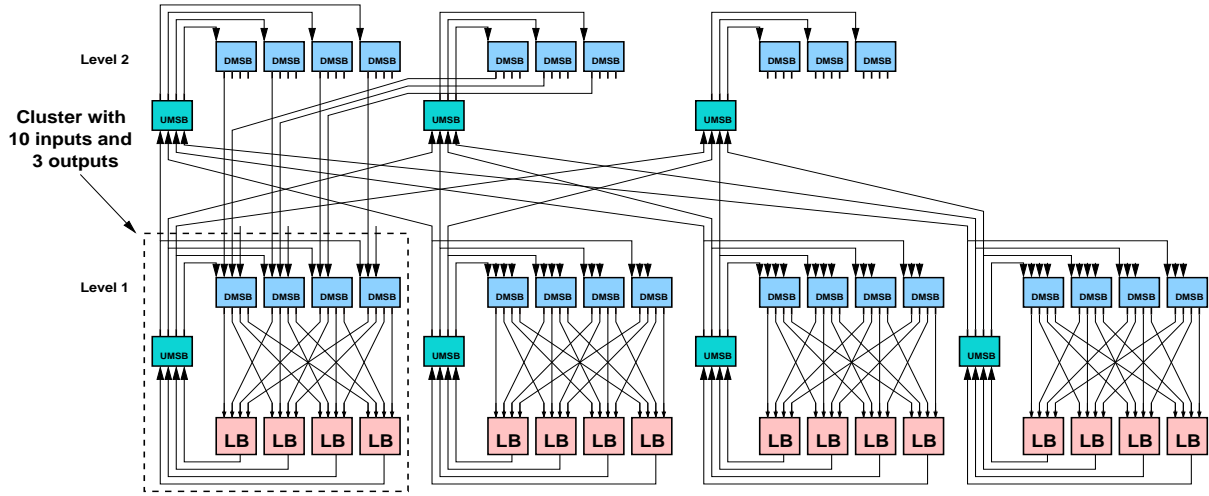 Level 2
DMSB DMSB DMSB DMSB DMSB DMSB DMSB DMSB DMSB DMSB
UMSB UMSB UMSB
Cluster with
10 inputs and
3 outputs
Level 1
DMSB DMSB DMSB DMSB DMSB DMSB DMSB DMSB DMSB DMSB DMSB DMSB DMSB DMSB DMSB DMSB
UMSB UMSB UMSB UMSB
LB LB LB LB LB LB LB LB LB LB LB LB LB LB LB LB